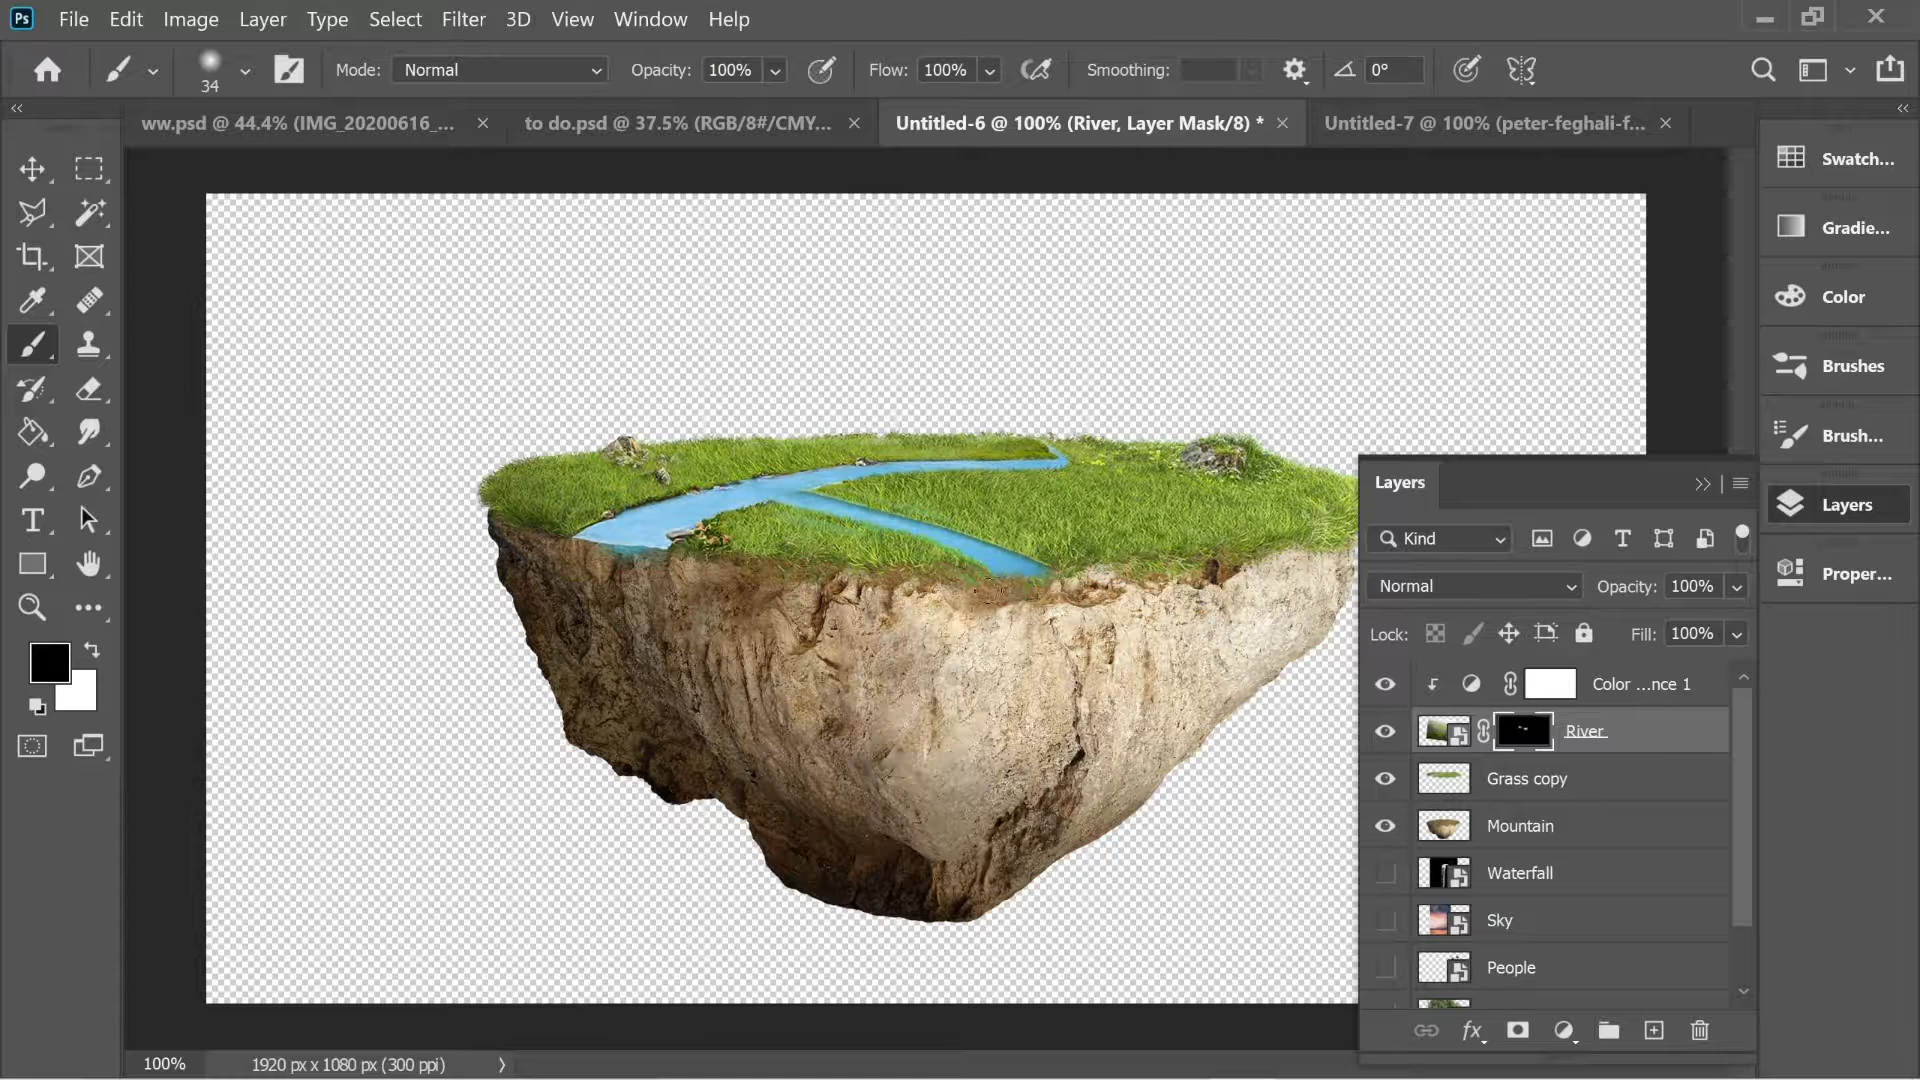 Ps File Edit Image Layer Type Select Filter 3D View Window Help
34 Mode: Normal Opacity: 100% Flow: 100% Smoothing: 0°
ww.psd @ 44.4% (IMG_20200616_... to do.psd @ 37.5% (RGB/8#/CMY... Untitled-6 @ 100% (River, Layer Mask/8) * Untitled-7 @ 100% (peter-feghali-f...
Swatch...
Gradie...
Color
Brushes
Brush...
Layers
Proper...
Layers
Kind
Normal Opacity: 100%
Lock: Fill: 100%
Color ...nce 1
River
Grass copy
Mountain
Waterfall
Sky
People
fx
100% 1920 px x 1080 px (300 ppi)